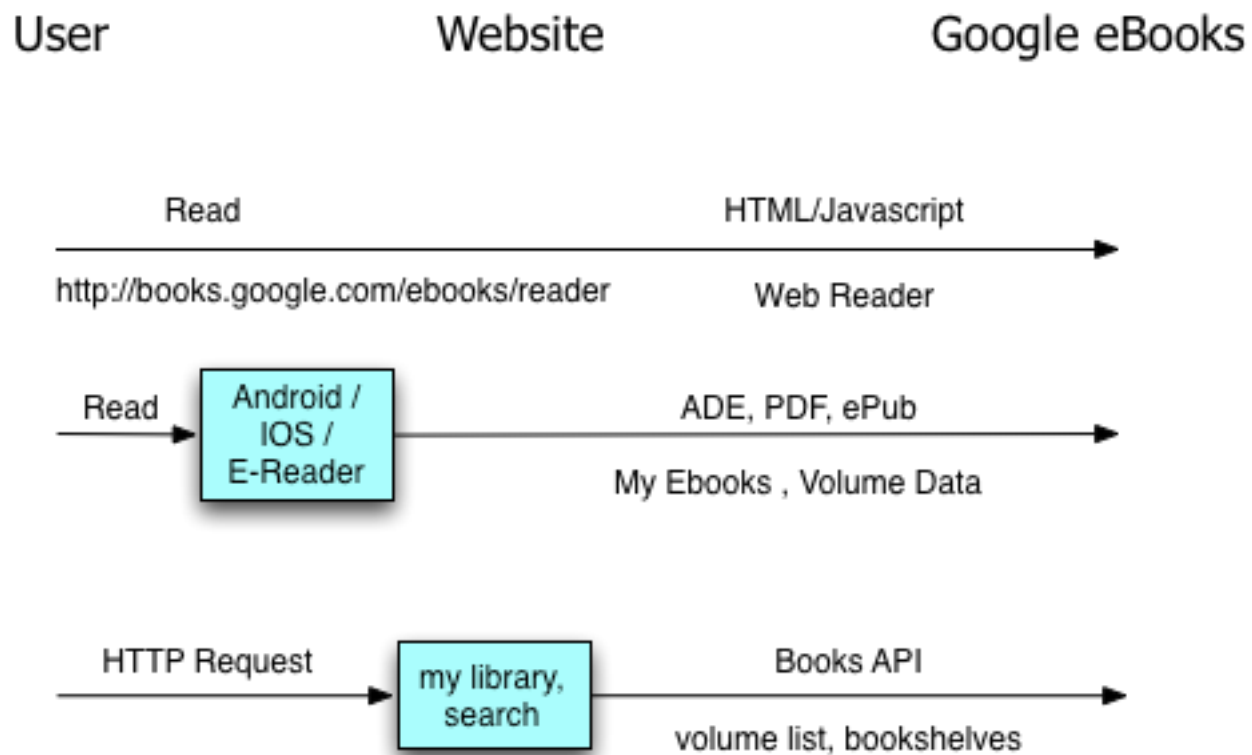 User
Website
Google eBooks
Read
HTML/Javascript
http://books.google.com/ebooks/reader
Web Reader
Read
Android /
IOS /
E-Reader
ADE, PDF, ePub
My Ebooks , Volume Data
HTTP Request
my library,
search
Books API
volume list, bookshelves